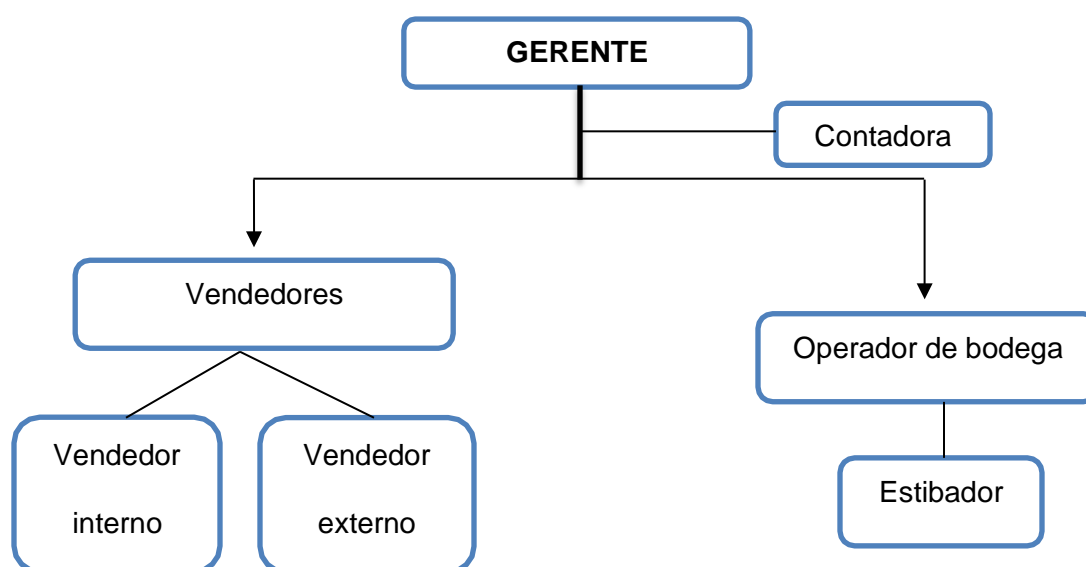 GERENTE
Contadora
Vendedores
Operador de bodega
Vendedor
interno
Vendedor
externo
Estibador